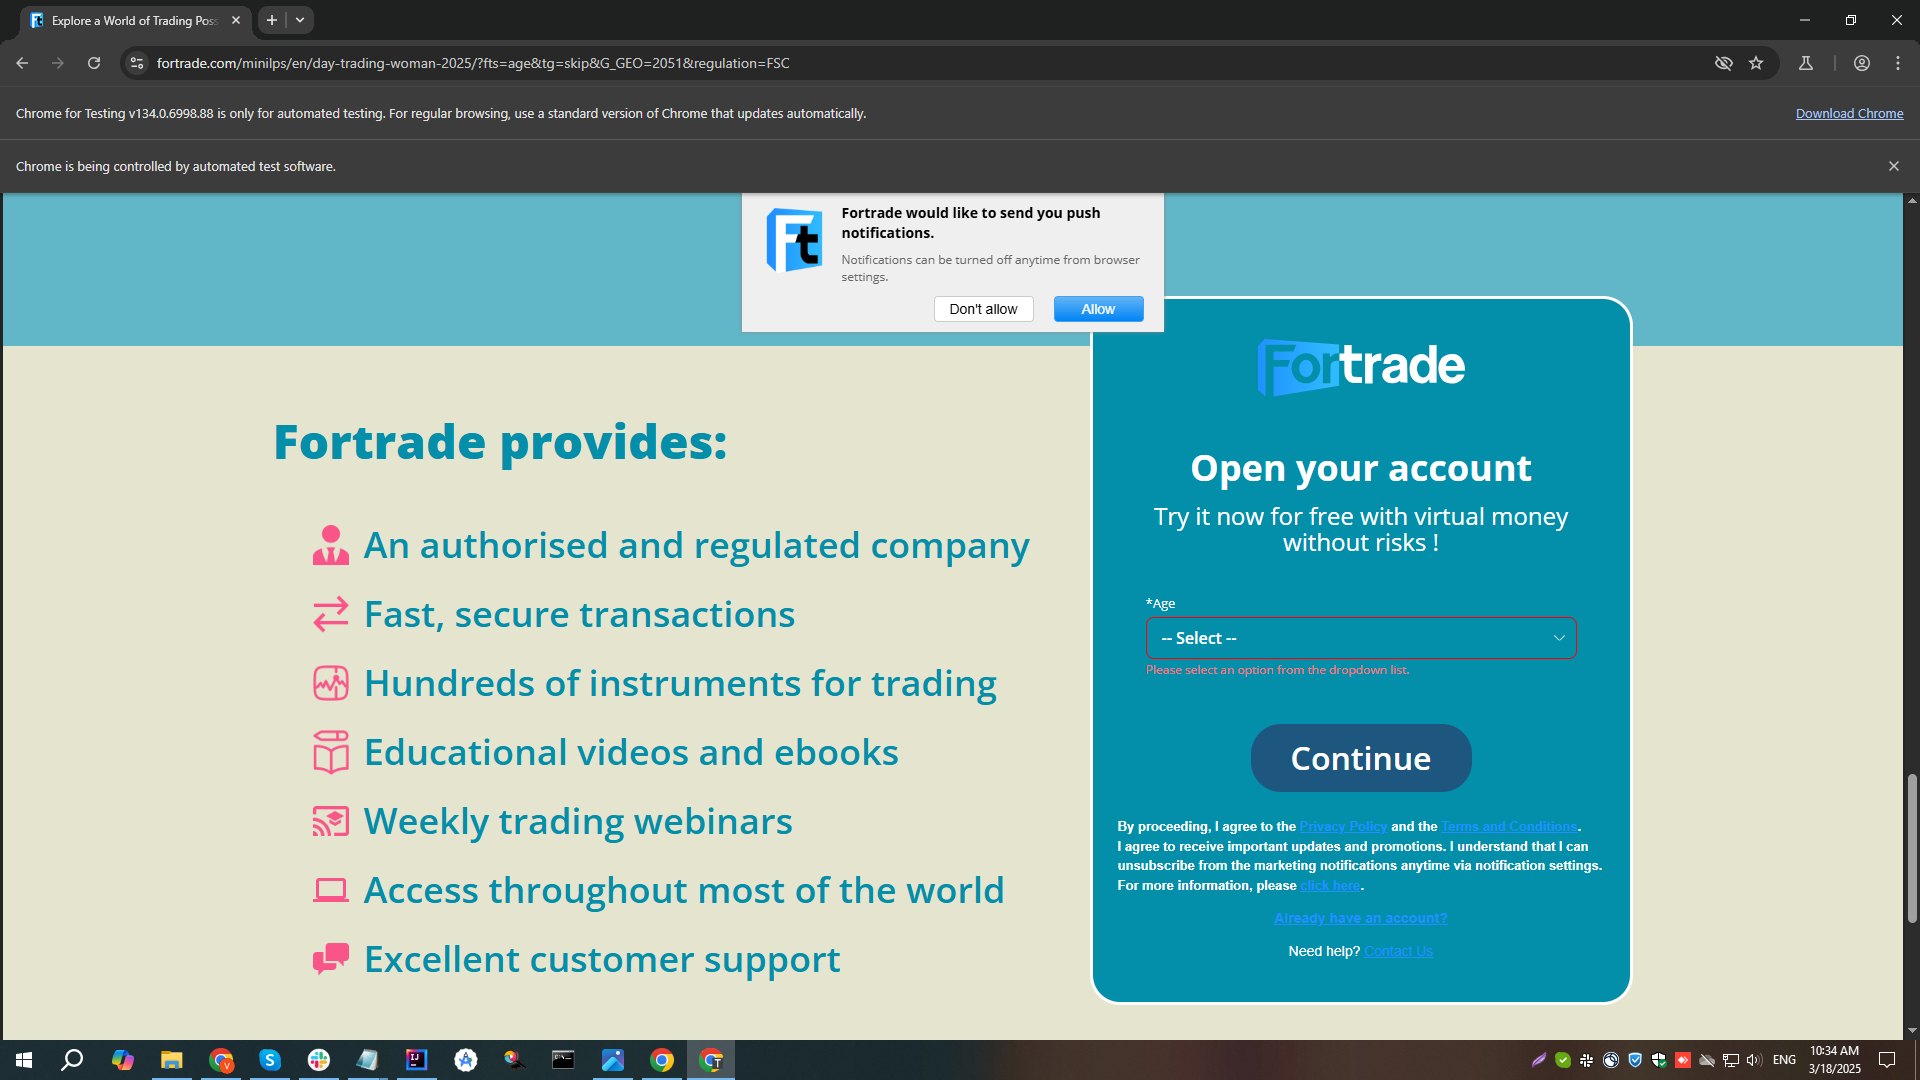 Explore a World of Trading Poss
fortrade.com/minilps/en/day-trading-woman-2025/?fts=age&tg=skip&G_GEO=2051&regulation=FSC
Chrome for Testing v134.0.6998.88 is only for automated testing. For regular browsing, use a standard version of Chrome that updates automatically.
Download Chrome
Chrome is being controlled by automated test software.
Ft
Fortrade would like to send you push
notifications.
Notifications can be turned off anytime from browser
settings.
Don't allow
Allow
Fortrade provides:
An authorised and regulated company
Fast, secure transactions
Hundreds of instruments for trading
Educational videos and ebooks
Weekly trading webinars
Access throughout most of the world
Excellent customer support
Fortrade
Open your account
Try it now for free with virtual money
without risks !
*Age
-- Select --
Please select an option from the dropdown list.
Continue
By proceeding, I agree to the Privacy Policy and the Terms and Conditions.
I agree to receive important updates and promotions. I understand that I can
unsubscribe from the marketing notifications anytime via notification settings.
For more information, please click here.
Already have an account?
Need help? Contact Us
ENG
10:34 AM
3/18/2025